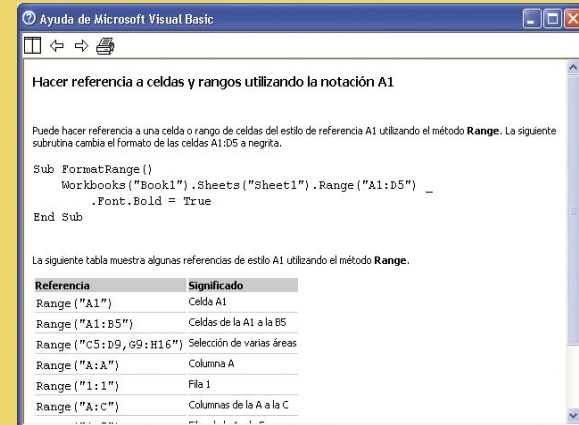 Ayuda de Microsoft Visual Basic
Hacer referencia a celdas y rangos utilizando la notación A1
Puede hacer referencia a una celda o rango de celdas del estilo de referencia A1 utilizando el método Range. La siguiente
subrutina cambia el formato de las celdas A1:D5 a negrita.
Sub FormatRange()
Workbooks("Book1").Sheets("Sheet1").Range("A1:D5") _
.Font.Bold = True
End Sub
La siguiente tabla muestra algunas referencias de estilo A1 utilizando el método Range.
Referencia Significado
Range("A1") Celda A1
Range("A1:B5") Celdas de la A1 a la B5
Range("C5:D9,G9:H16") Selección de varias áreas
Range("A:A") Columna A
Range("1:1") Fila 1
Range("A:C") Columnas de la A a la C